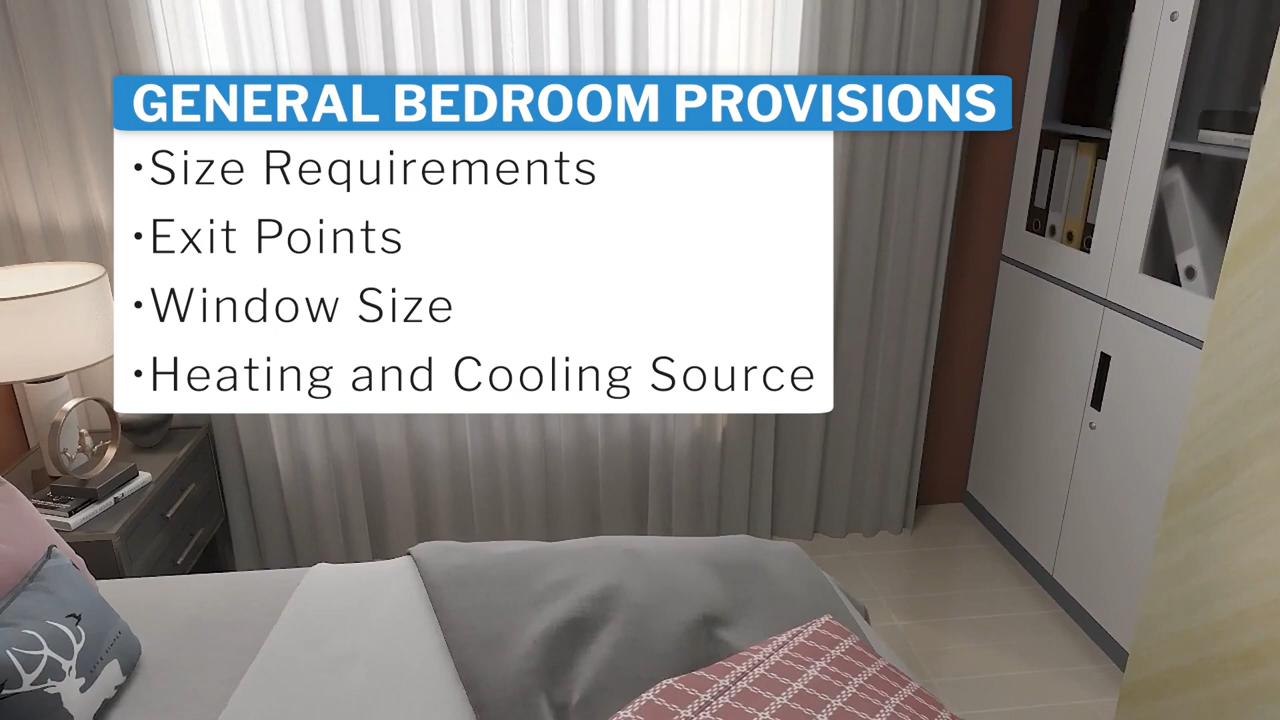 GENERAL BEDROOM PROVISIONS
•Size Requirements
•Exit Points
•Window Size
•Heating and Cooling Source